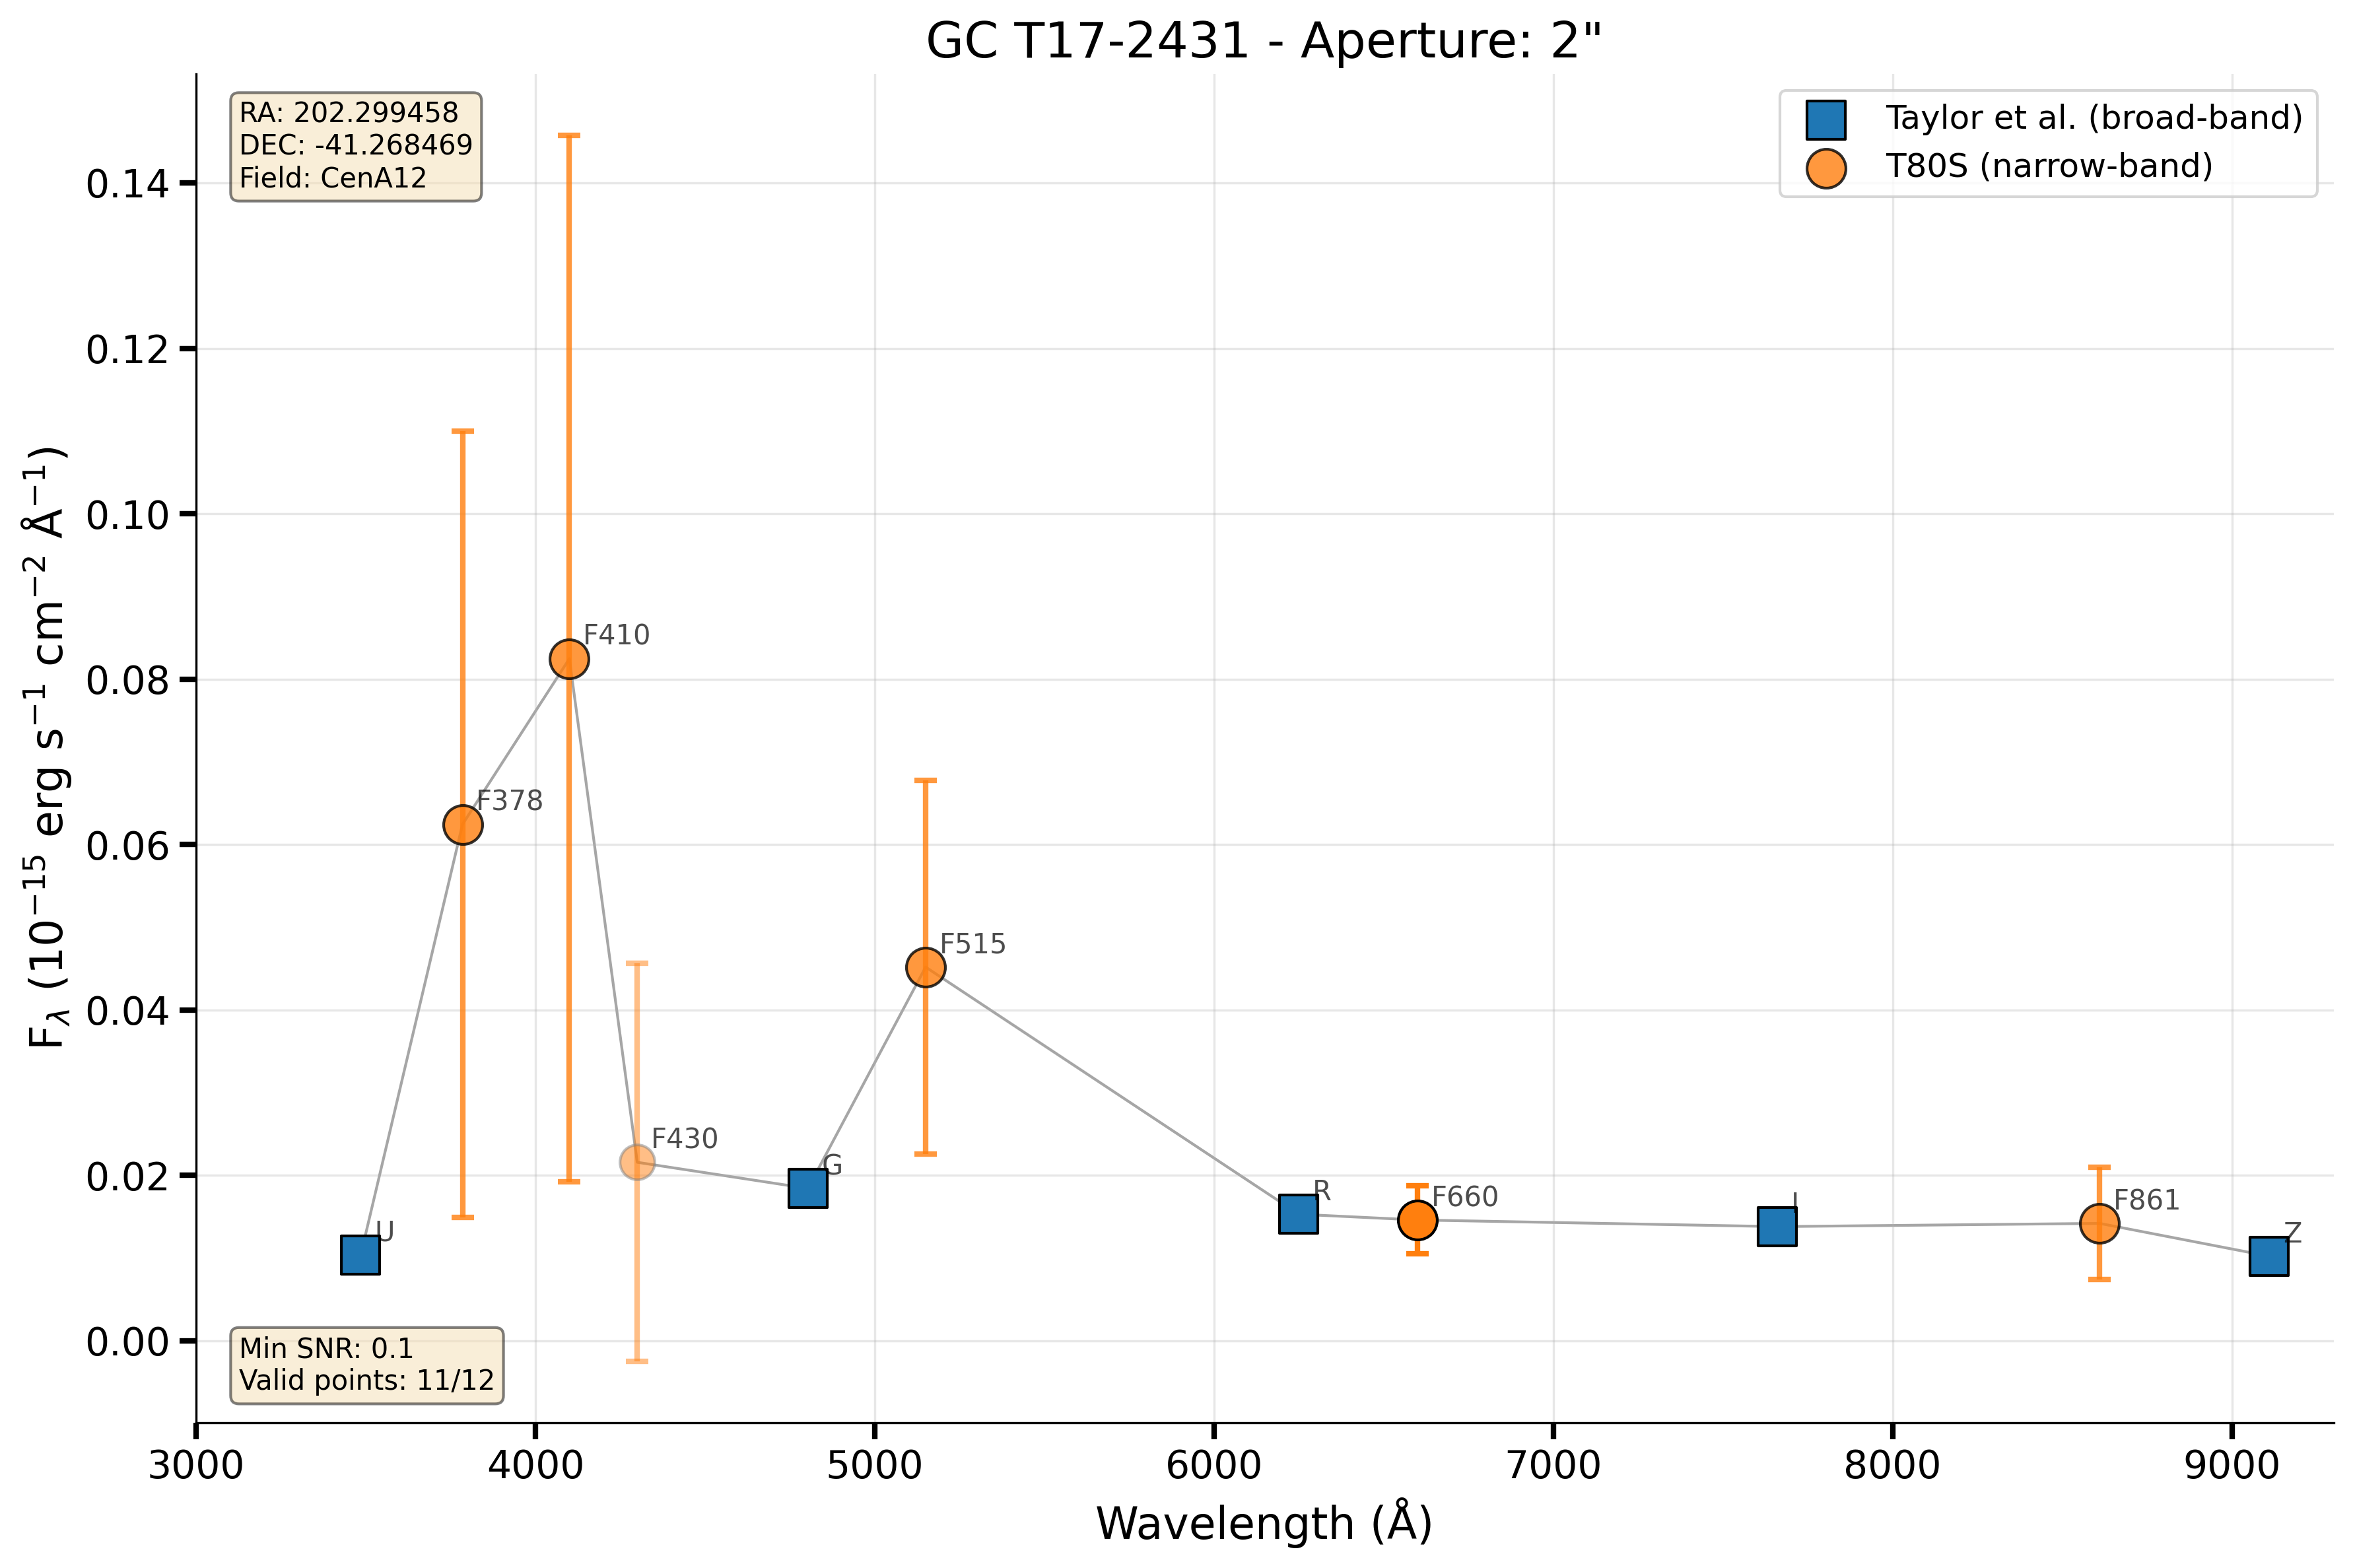 GC T17-2431 - Aperture: 2"
RA: 202.299458
DEC: -41.268469
Field: CenA12
Taylor et al. (broad-band)
T80S (narrow-band)
F$_{\lambda}$ (10$^{-15}$ erg s$^{-1}$ cm$^{-2}$ Å$^{-1}$)
0.14
0.12
0.10
0.08
0.06
0.04
0.02
0.00
F410
F378
F515
F430
G
U
R
F660
I
F861
Z
Min SNR: 0.1
Valid points: 11/12
3000 4000 5000 6000 7000 8000 9000
Wavelength (Å)